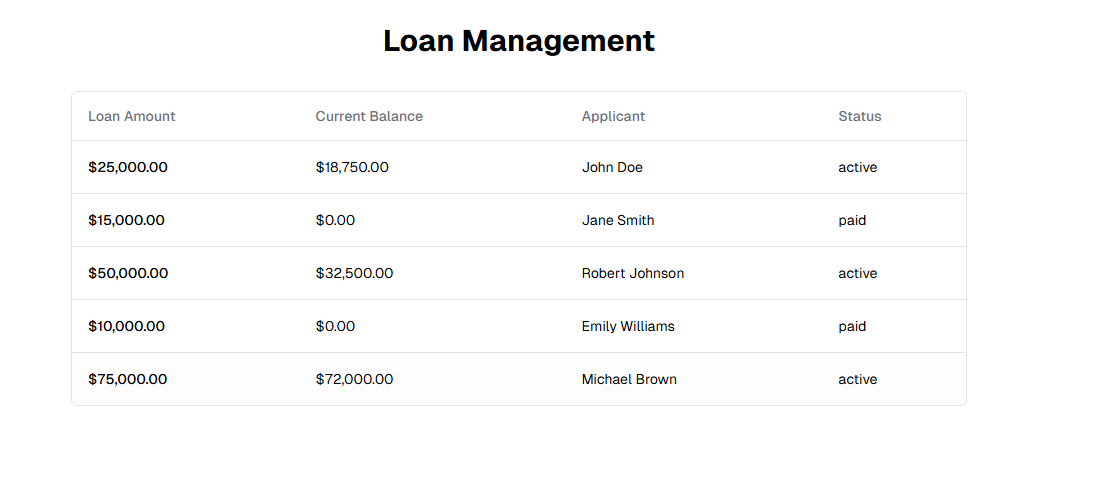 Loan Management
Loan Amount Current Balance Applicant Status
$25,000.00 $18,750.00 John Doe active
$15,000.00 $0.00 Jane Smith paid
$50,000.00 $32,500.00 Robert Johnson active
$10,000.00 $0.00 Emily Williams paid
$75,000.00 $72,000.00 Michael Brown active